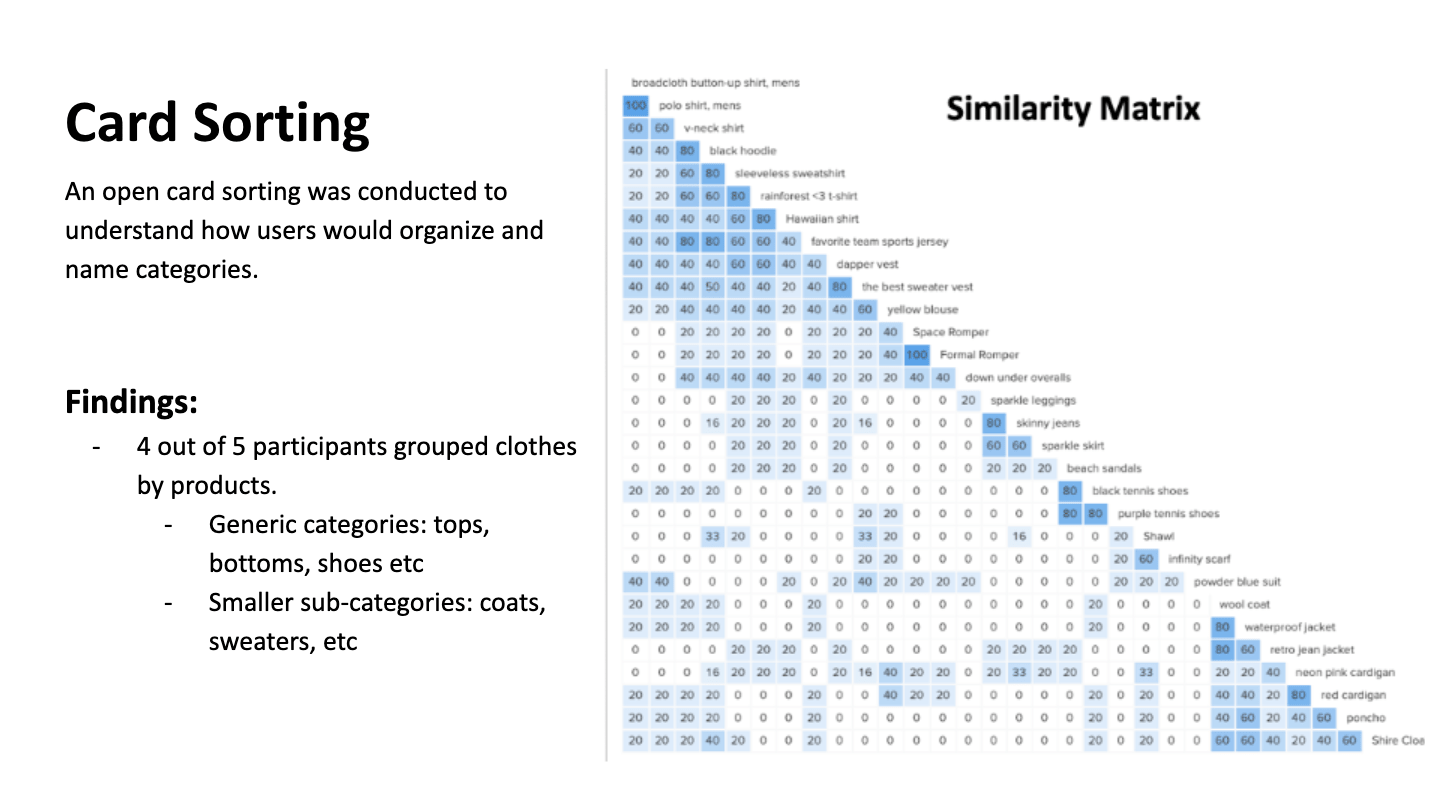 Card Sorting
An open card sorting was conducted to
understand how users would organize and
name categories.
Findings:
- 4 out of 5 participants grouped clothes
by products.
- Generic categories: tops,
bottoms, shoes etc
- Smaller sub-categories: coats,
sweaters, etc
Similarity Matrix
broadcloth button-up shirt, mens
100 polo shirt, mens
60 60 v-neck shirt
40 40 80 black hoodie
20 20 60 80 sleeveless sweatshirt
20 20 60 60 80 rainforest <3 t-shirt
40 40 40 40 60 80 Hawaiian shirt
40 40 80 80 60 60 40 favorite team sports jersey
40 40 40 40 60 60 40 40 dapper vest
40 40 40 50 40 40 20 40 80 the best sweater vest
20 20 40 40 40 40 20 40 40 60 yellow blouse
0 0 20 20 20 20 0 20 20 20 40 Space Romper
0 0 20 20 20 20 0 20 20 20 40 100 Formal Romper
0 0 40 40 40 40 20 40 20 20 20 40 40 down under overalls
0 0 0 0 20 20 20 0 20 0 0 0 0 20 sparkle leggings
0 0 0 16 20 20 20 0 20 16 0 0 0 0 80 skinny jeans
0 0 0 0 20 20 20 0 20 0 0 0 0 0 60 60 sparkle skirt
0 0 0 0 20 20 20 0 20 0 0 0 0 0 20 20 20 beach sandals
20 20 20 20 0 0 0 20 0 0 0 0 0 0 0 0 0 80 black tennis shoes
0 0 0 0 0 0 0 0 0 20 20 0 0 0 0 0 0 80 80 purple tennis shoes
0 0 0 33 20 0 0 0 0 33 20 0 0 0 0 16 0 0 0 20 Shawl
0 0 0 0 0 0 0 0 0 20 20 0 0 0 0 0 0 0 0 20 60 infinity scarf
40 40 0 0 0 0 20 0 20 40 20 20 20 20 0 0 0 0 0 20 20 20 powder blue suit
20 20 20 20 0 0 0 20 0 0 0 0 0 0 0 0 0 0 20 0 0 0 0 wool coat
20 20 20 20 0 0 0 20 0 0 0 0 0 0 0 0 0 0 20 0 0 0 0 80 waterproof jacket
0 0 0 0 20 20 20 0 20 0 0 0 0 0 20 20 20 20 0 0 0 0 0 80 60 retro jean jacket
0 0 0 16 20 20 20 0 20 16 40 20 20 0 20 33 20 20 0 0 33 0 0 20 20 40 neon pink cardigan
20 20 20 20 0 0 0 20 0 0 40 20 20 0 0 0 0 0 20 0 20 0 0 40 40 20 80 red cardigan
20 20 20 20 0 0 0 20 0 0 0 0 0 0 0 0 0 0 20 0 20 0 0 40 60 20 40 60 poncho
20 20 20 40 20 0 0 20 0 0 0 0 0 0 0 0 0 0 20 0 20 0 0 60 60 40 20 40 60 Shire Cloa